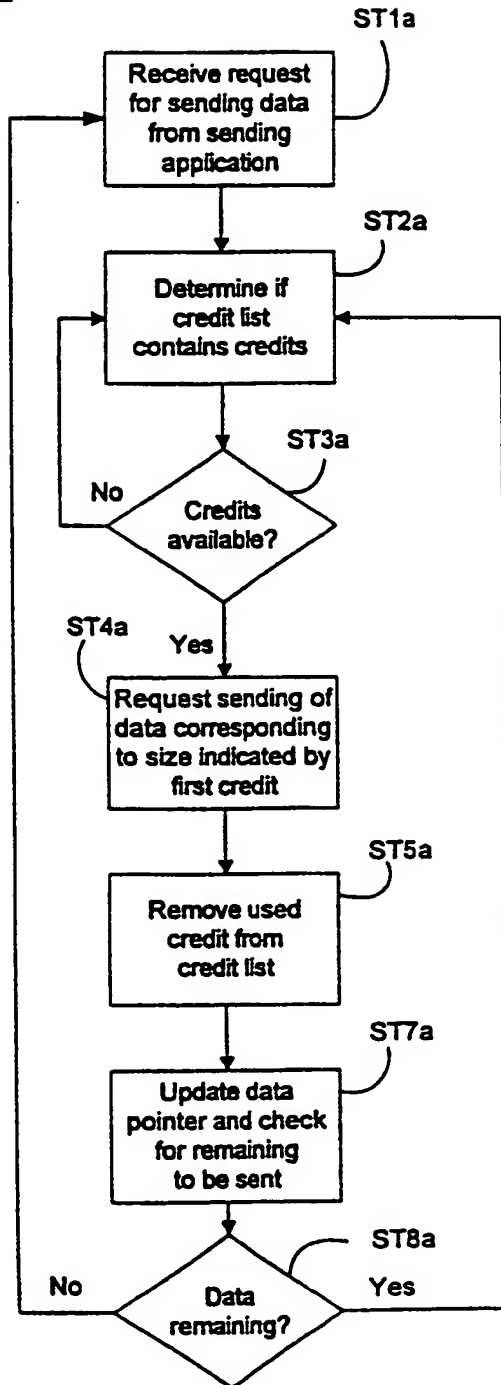 ST1a
Receive request
for sending data
from sending
application
ST2a
Determine if
credit list
contains credits
ST3a
No
Credits
available?
ST4a
Yes
Request sending of
data corresponding
to size indicated by
first credit
ST5a
Remove used
credit from
credit list
ST7a
Update data
pointer and check
for remaining
to be sent
ST8a
No
Yes
Data
remaining?